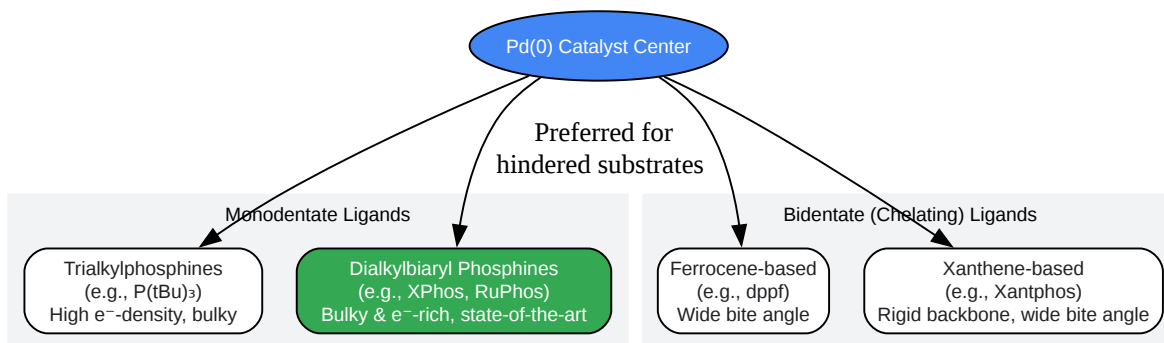 Pd(0) Catalyst Center
Preferred for
hindered substrates
Monodentate Ligands
Bidentate (Chelating) Ligands
Trialkylphosphines
(e.g., P(tBu)₃)
High e⁻-density, bulky
Dialkylbiaryl Phosphines
(e.g., XPhos, RuPhos)
Bulky & e⁻-rich, state-of-the-art
Ferrocene-based
(e.g., dppf)
Wide bite angle
Xanthene-based
(e.g., Xantphos)
Rigid backbone, wide bite angle